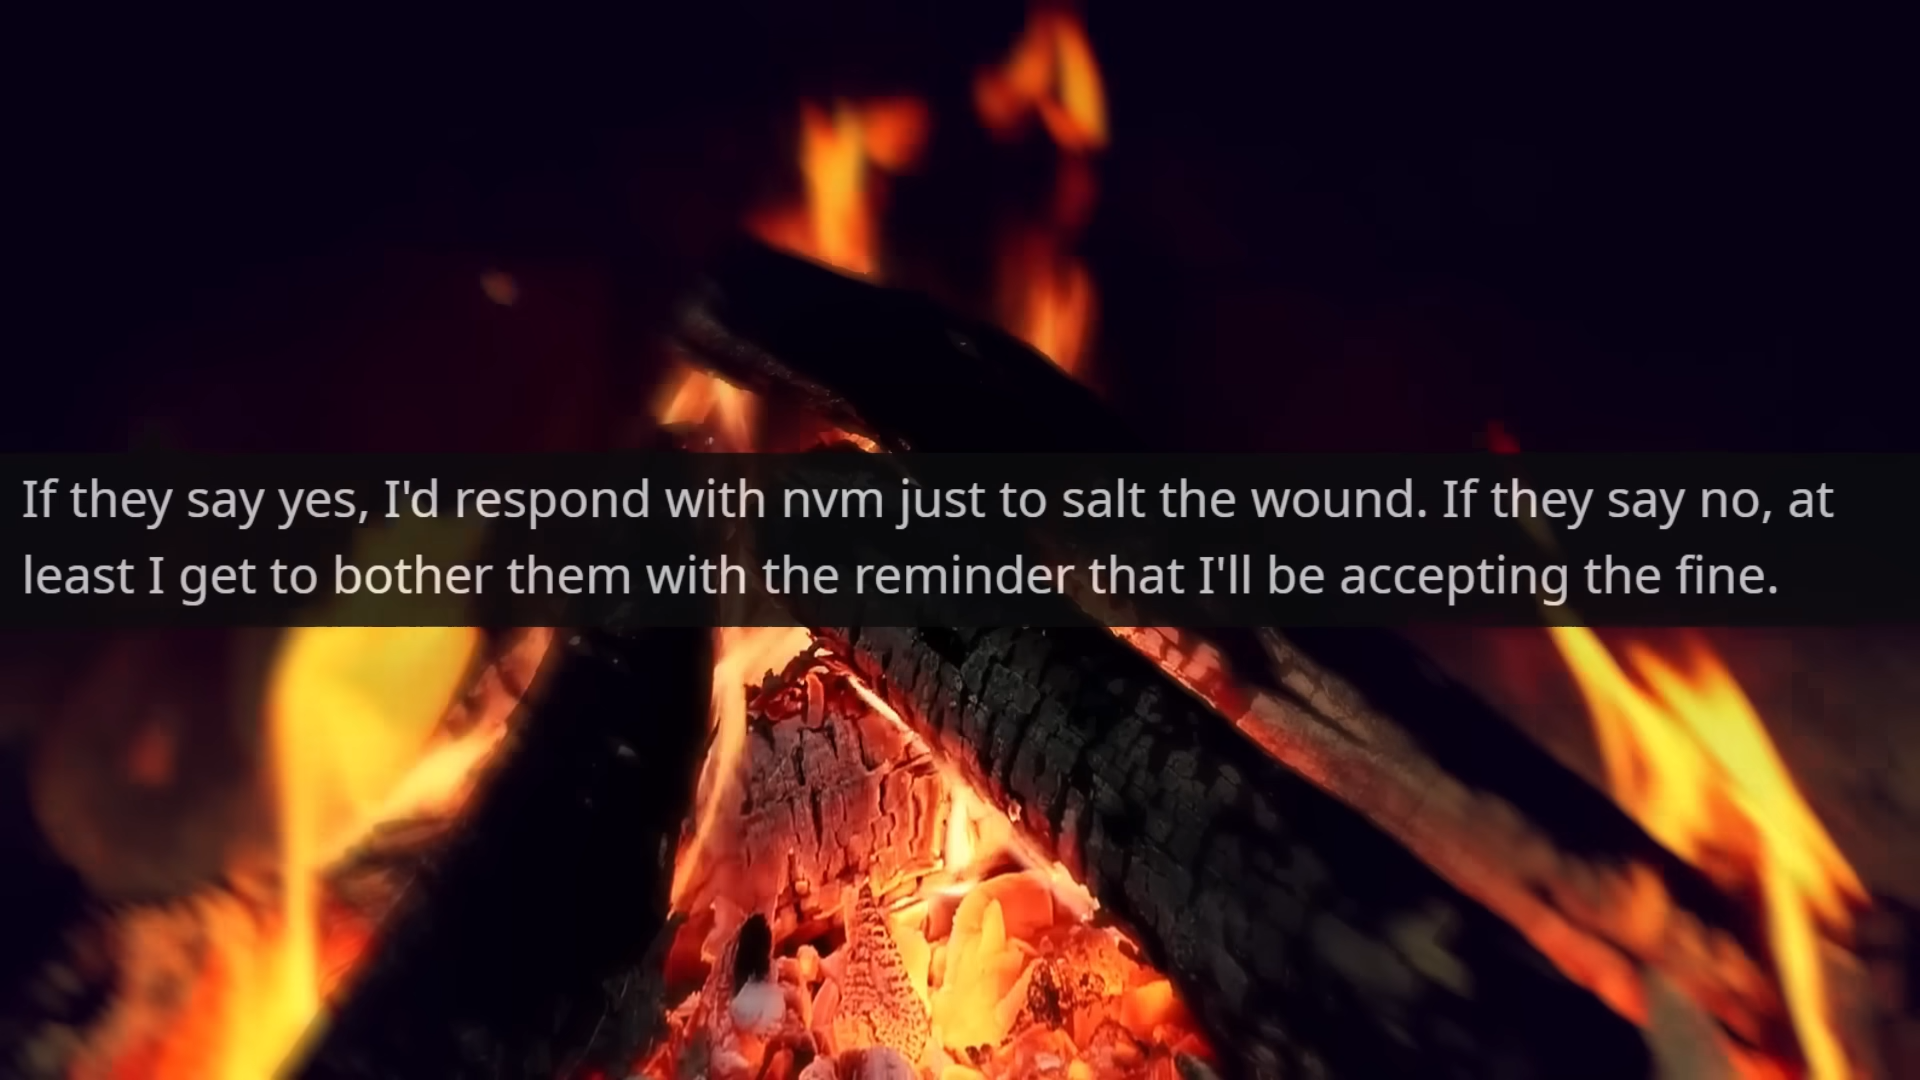 If they say yes, I'd respond with nvm just to salt the wound. If they say no, at
least I get to bother them with the reminder that I'll be accepting the fine.